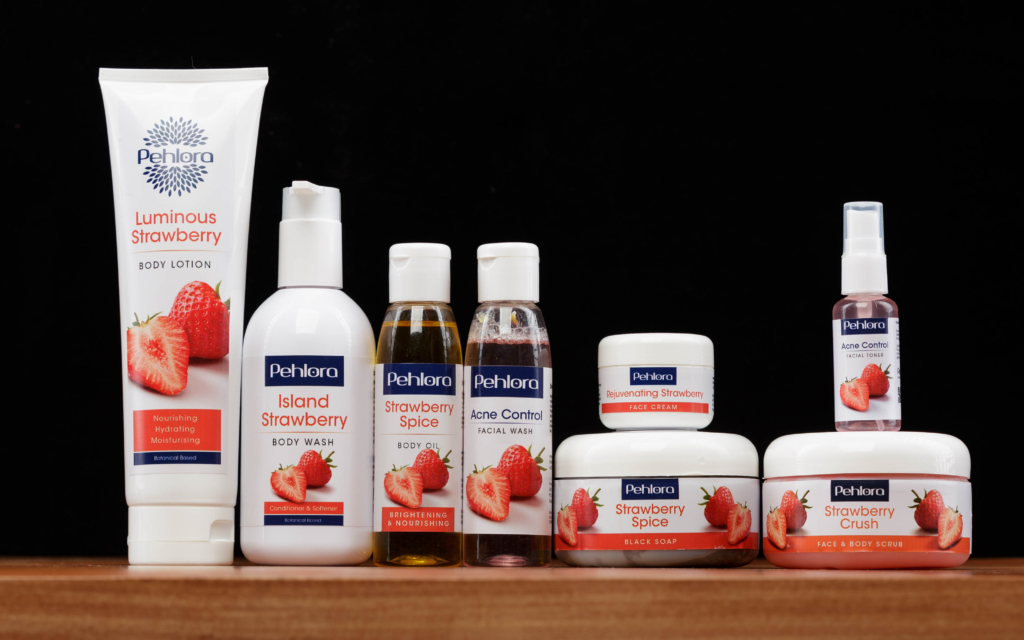 Pehlora
Luminous
Strawberry
BODY LOTION
Nourishing
Hydrating
Moisturising
Botanical Based
Pehlora
Island
Strawberry
BODY WASH
Conditioner & Softener
Botanical Based
Pehlora
Strawberry
Spice
BODY OIL
BRIGHTENING
& NOURISHING
Pehlora
Acne Control
FACIAL WASH
Pehlora
Rejuvenating Strawberry
FACE CREAM
Pehlora
Strawberry
Spice
BLACK SOAP
Pehlora
Acne Control
FACIAL TONER
Pehlora
Strawberry
Crush
FACE & BODY SCRUB